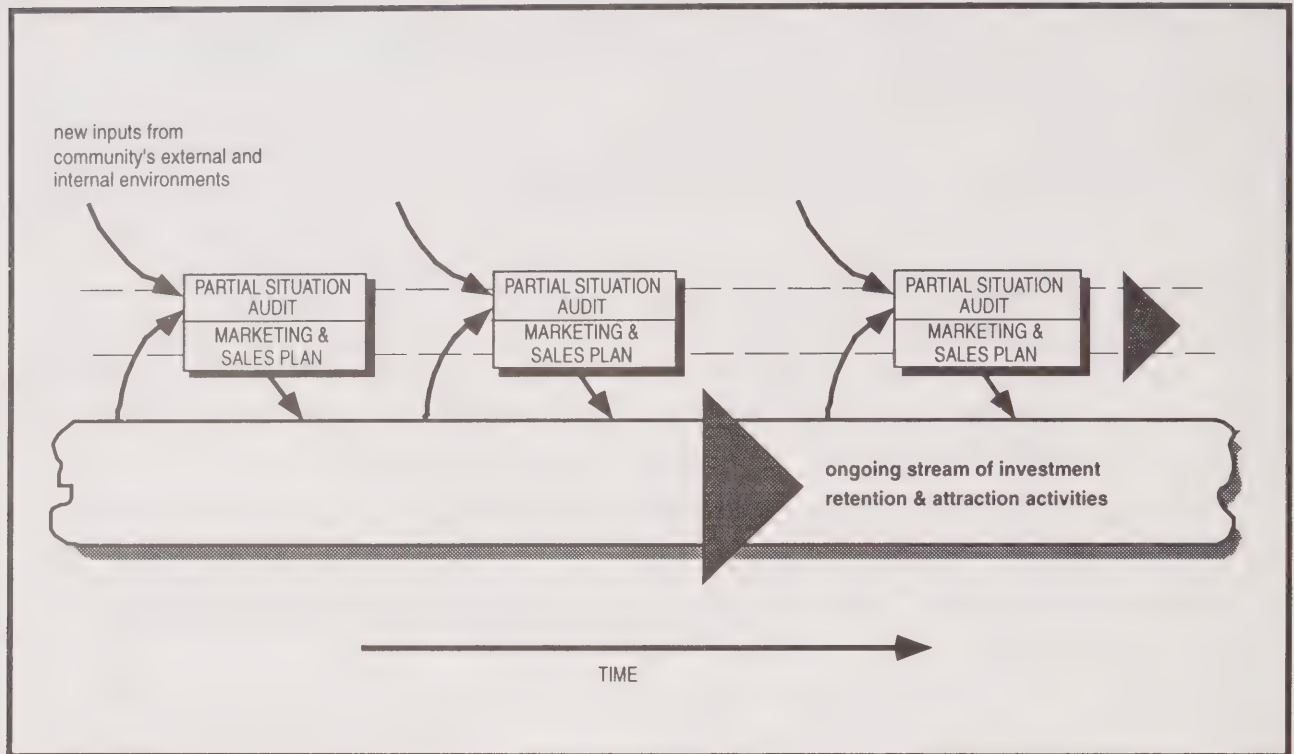 new inputs from
community's external and
internal environments
PARTIAL SITUATION
AUDIT
MARKETING &
SALES PLAN
PARTIAL SITUATION
AUDIT
MARKETING &
SALES PLAN
PARTIAL SITUATION
AUDIT
MARKETING &
SALES PLAN
ongoing stream of investment
retention & attraction activities
TIME